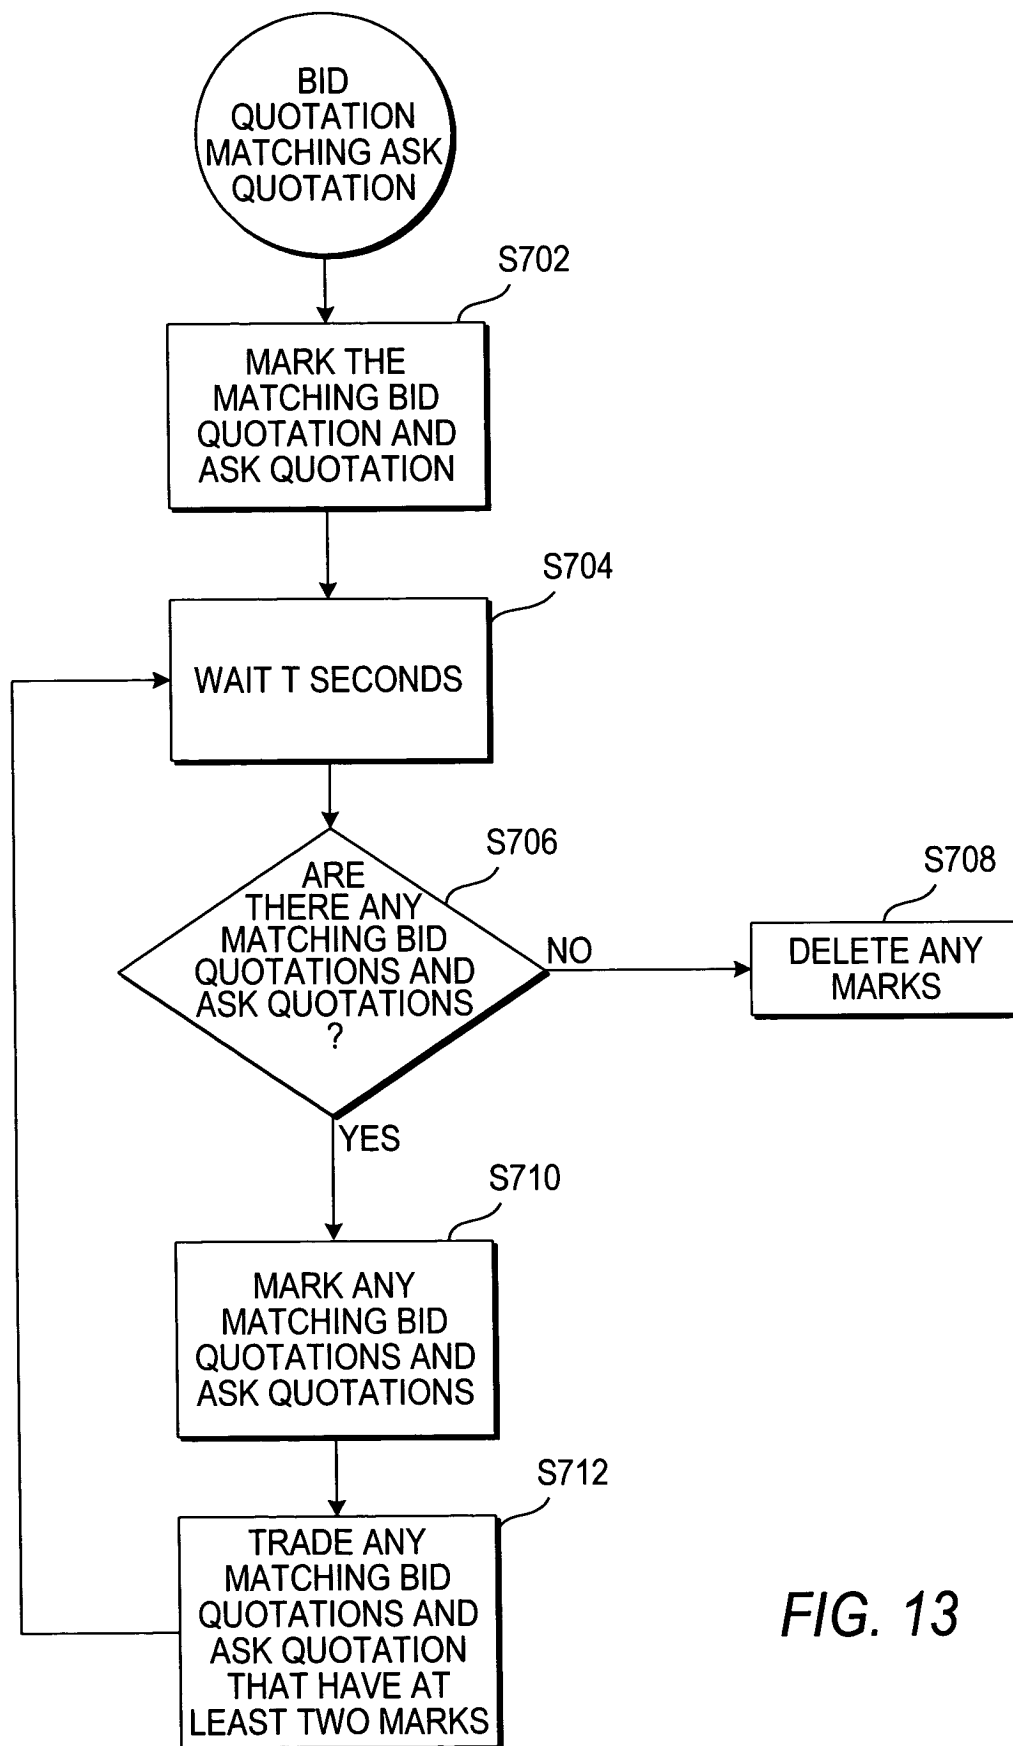 BID
QUOTATION
MATCHING ASK
QUOTATION
S702
MARK THE
MATCHING BID
QUOTATION AND
ASK QUOTATION
S704
WAIT T SECONDS
S706
ARE
THERE ANY
MATCHING BID
QUOTATIONS AND
ASK QUOTATIONS
?
NO
S708
DELETE ANY
MARKS
YES
S710
MARK ANY
MATCHING BID
QUOTATIONS AND
ASK QUOTATIONS
S712
TRADE ANY
MATCHING BID
QUOTATIONS AND
ASK QUOTATION
THAT HAVE AT
LEAST TWO MARKS
FIG. 13